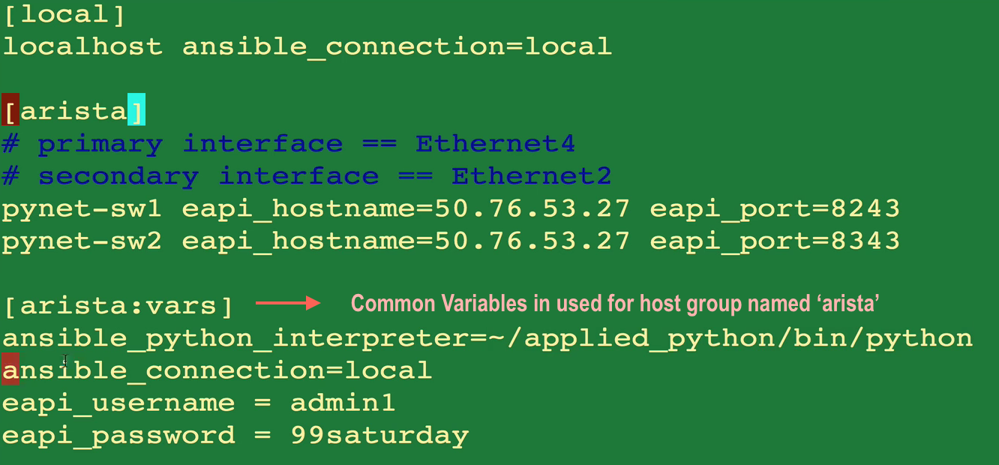 [local]
localhost ansible_connection=local
[arista]
# primary interface == Ethernet4
# secondary interface == Ethernet2
pynet-sw1 eapi_hostname=50.76.53.27 eapi_port=8243
pynet-sw2 eapi_hostname=50.76.53.27 eapi_port=8343
[arista:vars] Common Variables in used for host group named ‘arista’
ansible_python_interpreter=~/applied_python/bin/python
ansible_connection=local
eapi_username = admin1
eapi_password = 99saturday